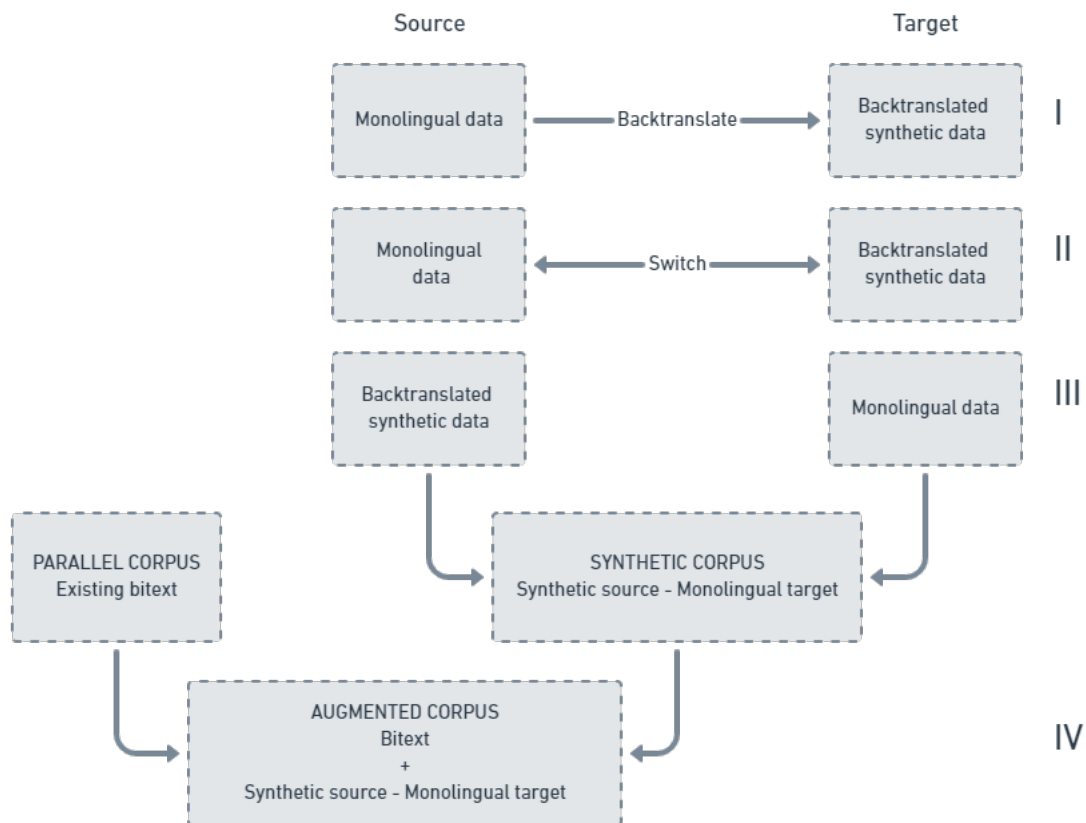 Source
Target
Monolingual data
Backtranslate
Backtranslated
synthetic data
I
Monolingual
data
Switch
Backtranslated
synthetic data
II
Backtranslated
synthetic data
Monolingual data
III
PARALLEL CORPUS
Existing bitext
SYNTHETIC CORPUS
Synthetic source - Monolingual target
AUGMENTED CORPUS
Bitext
+
Synthetic source - Monolingual target
IV